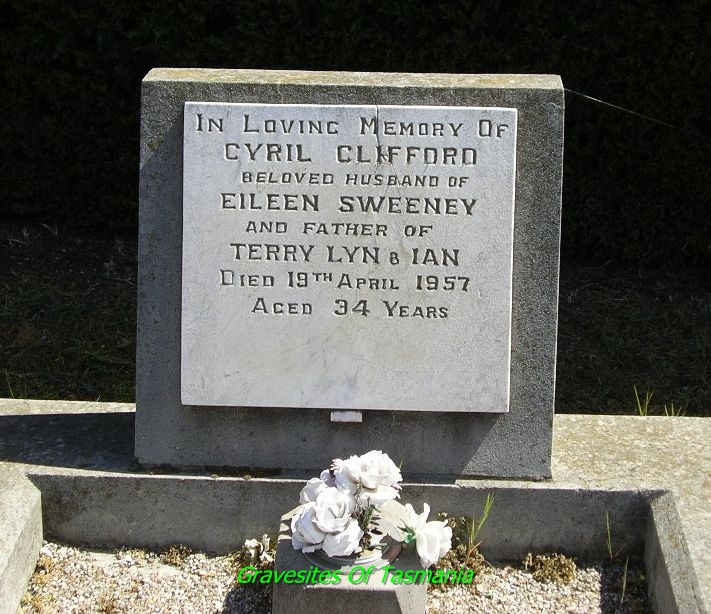 In Loving Memory Of
CYRIL CLIFFORD
BELOVED HUSBAND OF
EILEEN SWEENEY
AND FATHER OF
TERRY LYN & IAN
Died 19TH April 1957
Aged 34 Years
Gravesites Of Tasmania